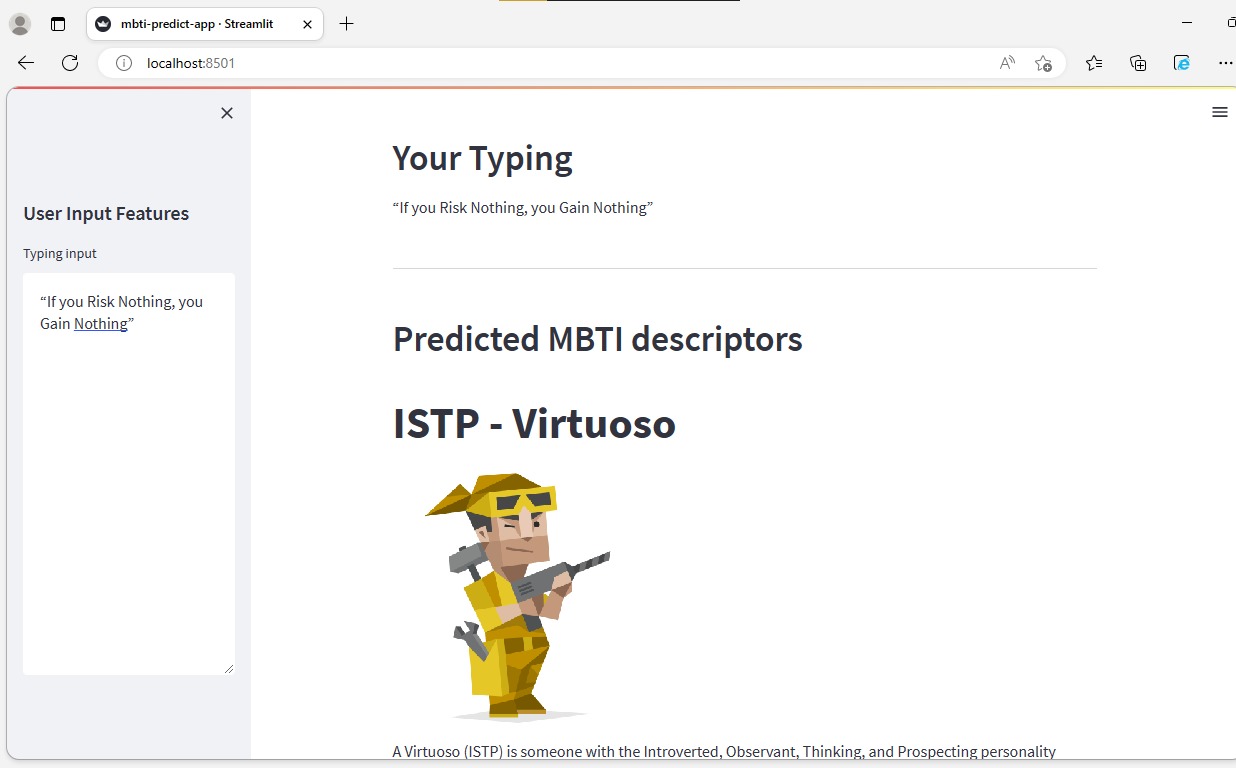 mbti-predict-app · Streamlit
localhost:8501
User Input Features
Typing input
“If you Risk Nothing, you
Gain Nothing”
Your Typing
“If you Risk Nothing, you Gain Nothing”
Predicted MBTI descriptors
ISTP - Virtuoso
A Virtuoso (ISTP) is someone with the Introverted, Observant, Thinking, and Prospecting personality